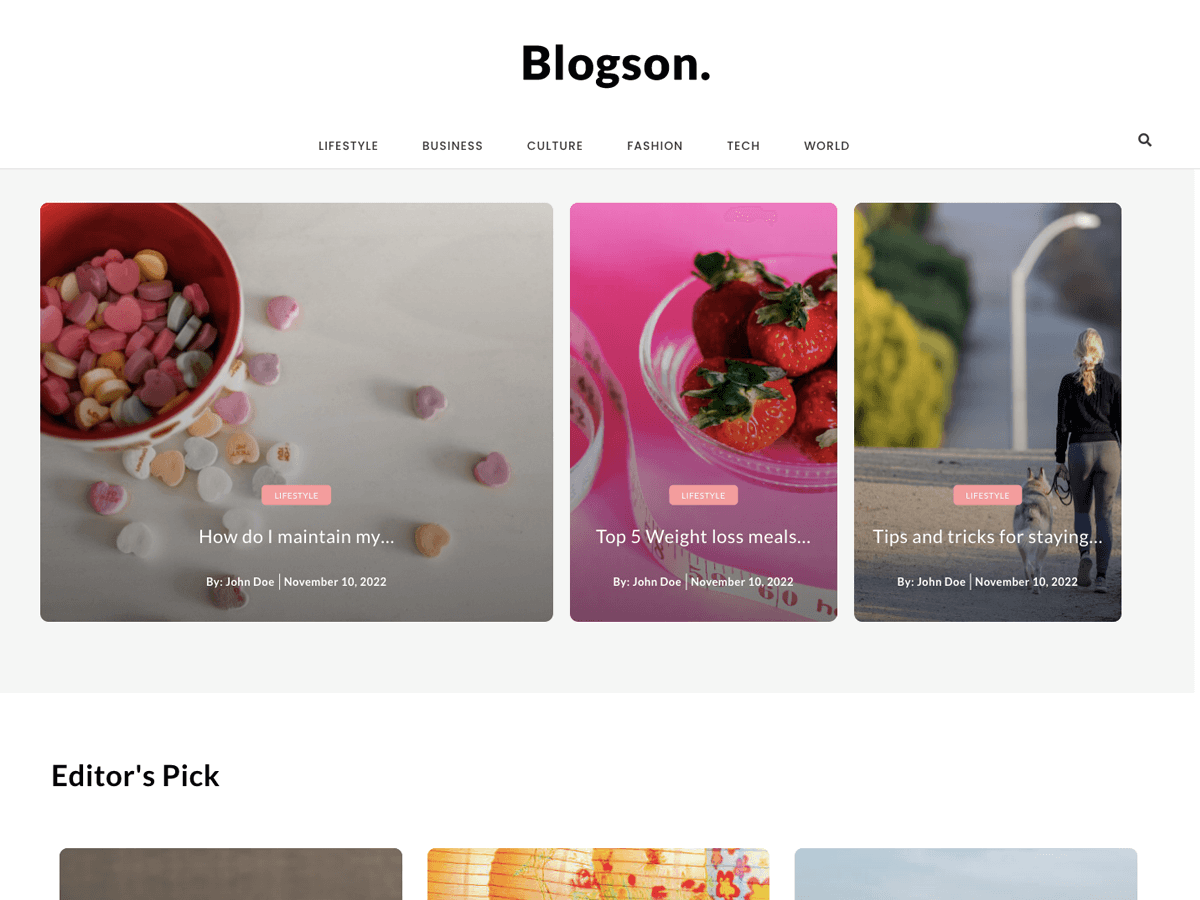 Blogson.
LIFESTYLE BUSINESS CULTURE FASHION TECH WORLD
LIFESTYLE
How do I maintain my...
By: John Doe | November 10, 2022
LIFESTYLE
Top 5 Weight loss meals...
By: John Doe | November 10, 2022
60
LIFESTYLE
Tips and tricks for staying...
By: John Doe | November 10, 2022
Editor's Pick